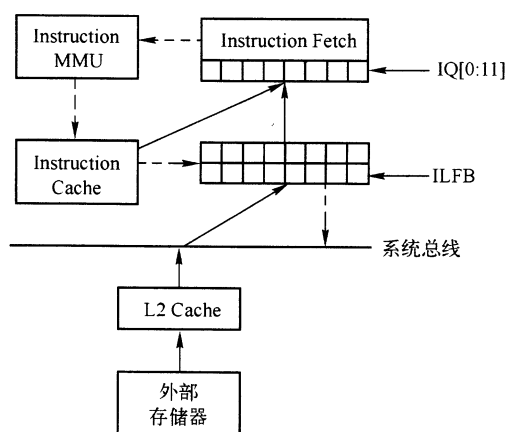 Instruction
MMU
Instruction Fetch
IQ[0:11]
Instruction
Cache
ILFB
系统总线
L2 Cache
外部
存储器